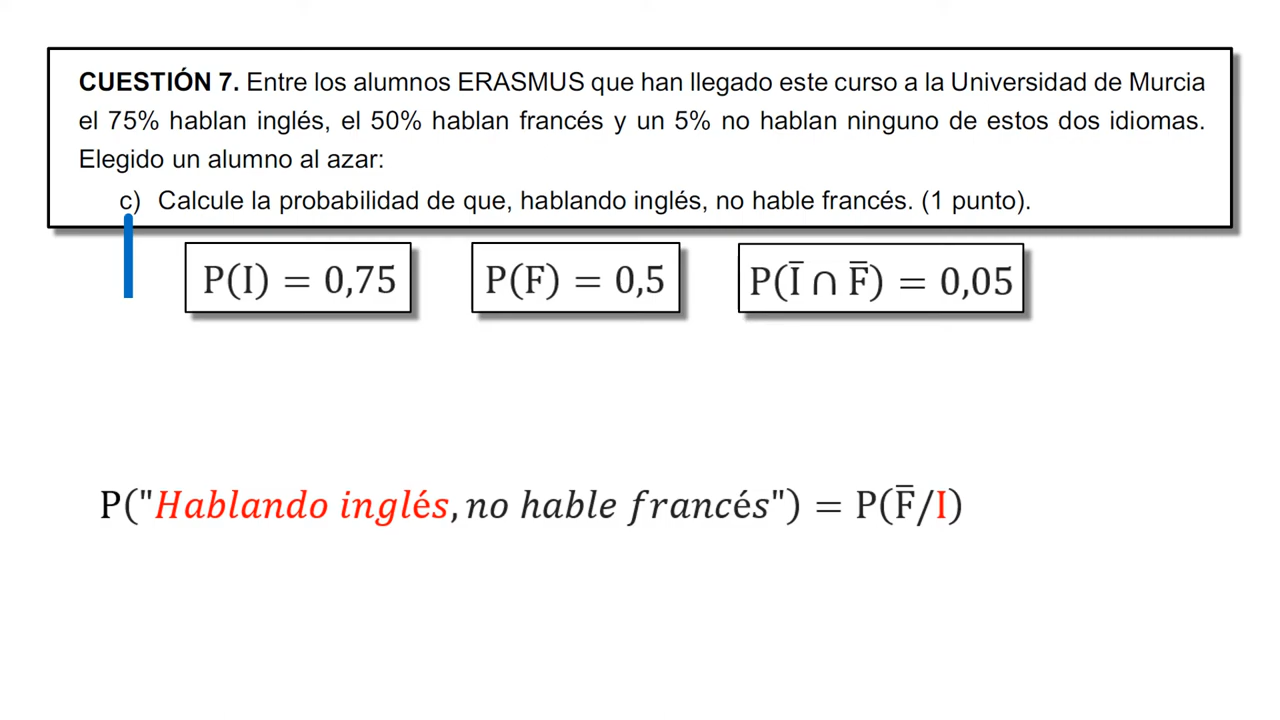 CUESTIÓN 7. Entre los alumnos ERASMUS que han llegado este curso a la Universidad de Murcia
el 75% hablan inglés, el 50% hablan francés y un 5% no hablan ninguno de estos dos idiomas.
Elegido un alumno al azar:
c) Calcule la probabilidad de que, hablando inglés, no hable francés. (1 punto).
P(I) = 0,75 P(F) = 0,5 P(I̅ ∩ F̅) = 0,05
P("Hablando inglés, no hable francés") = P(F̅/I)